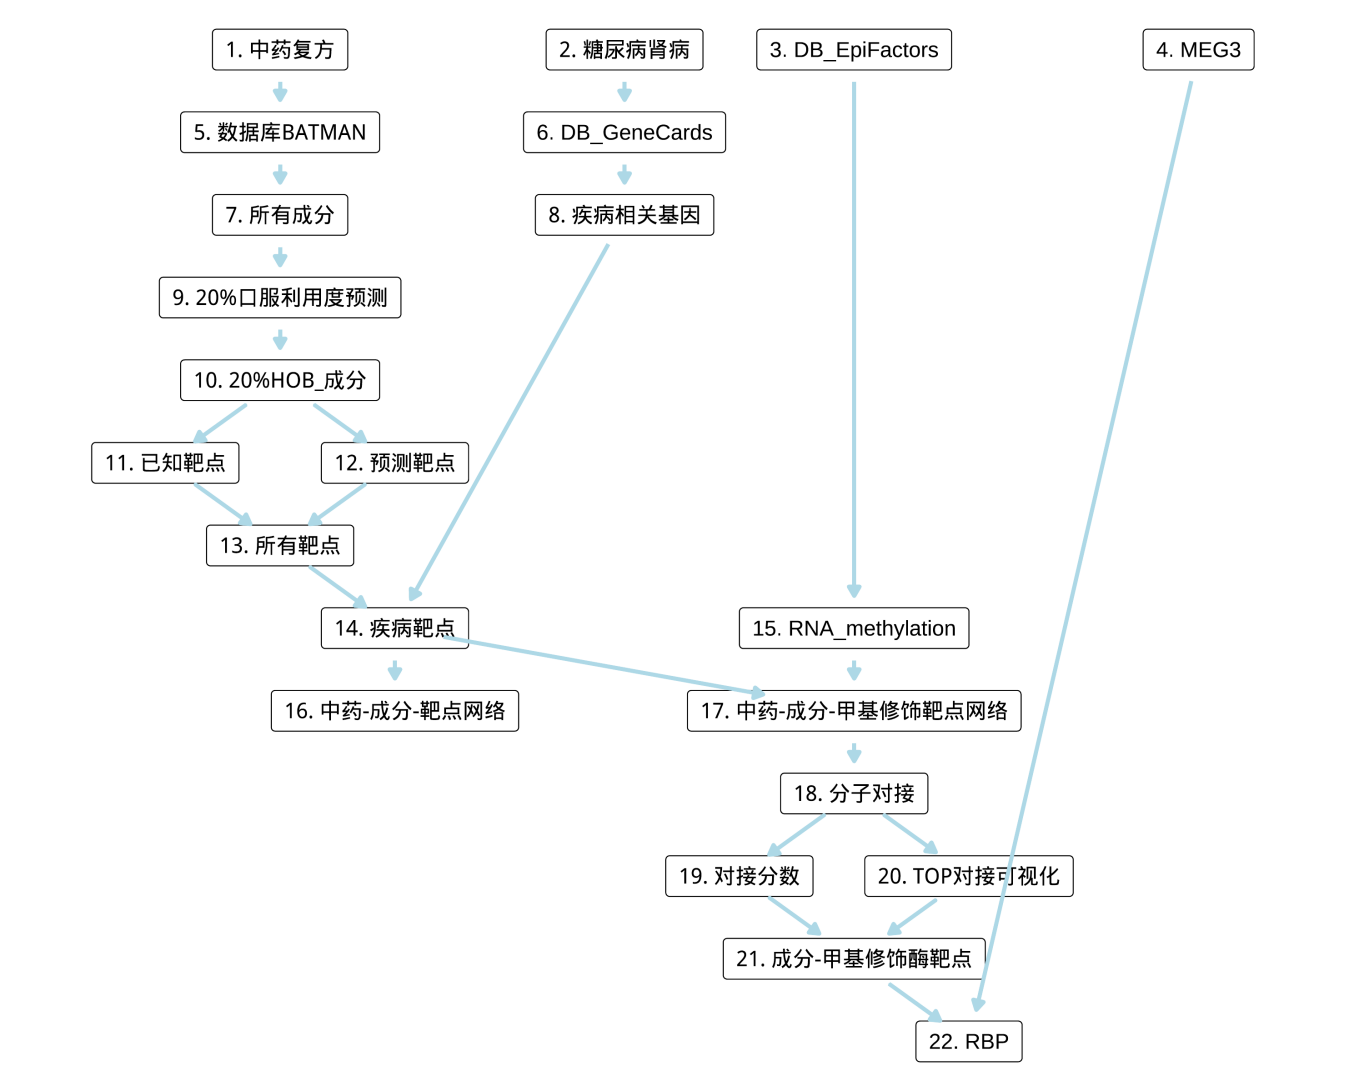 1. 中药复方
2. 糖尿病肾病
3. DB_EpiFactors
4. MEG3
5. 数据库BATMAN
6. DB_GeneCards
7. 所有成分
8. 疾病相关基因
9. 20%口服利用度预测
10. 20%HOB_成分
11. 已知靶点
12. 预测靶点
13. 所有靶点
14. 疾病靶点
15. RNA_methylation
16. 中药-成分-靶点网络
17. 中药-成分-甲基修饰靶点网络
18. 分子对接
19. 对接分数
20. TOP对接可视化
21. 成分-甲基修饰酶靶点
22. RBP